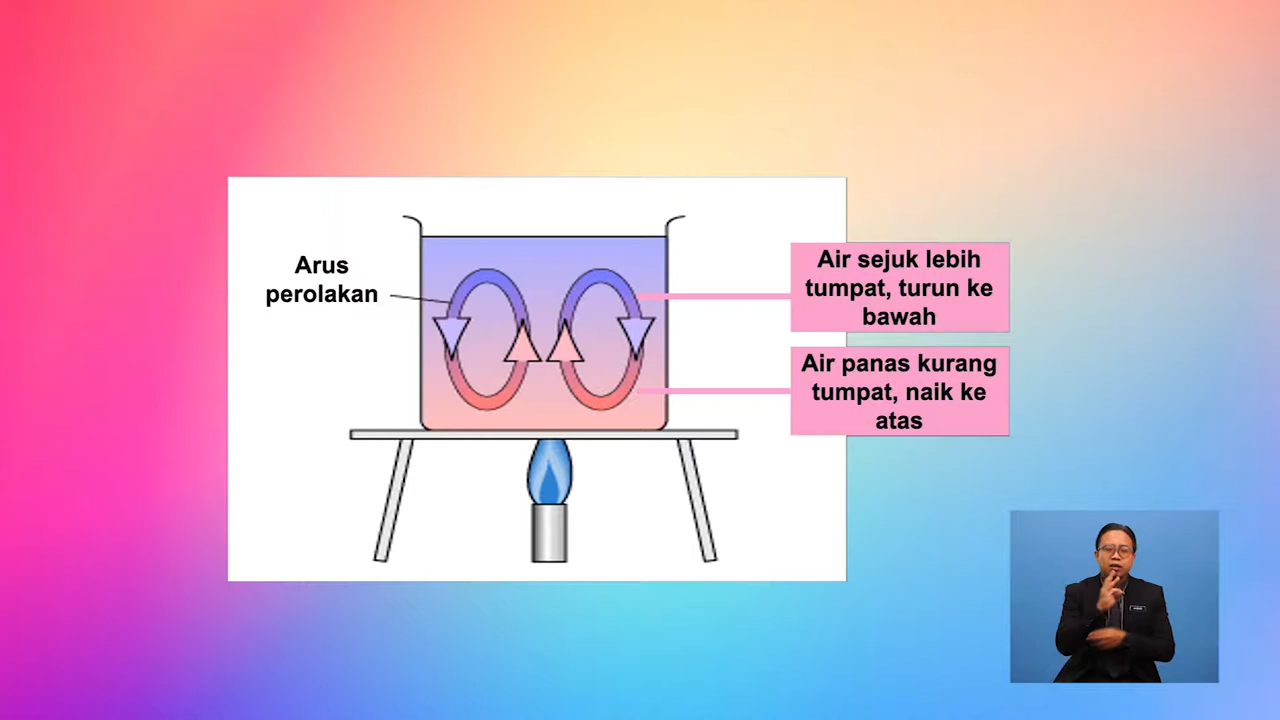 Arus
perolakan
Air sejuk lebih
tumpat, turun ke
bawah
Air panas kurang
tumpat, naik ke
atas